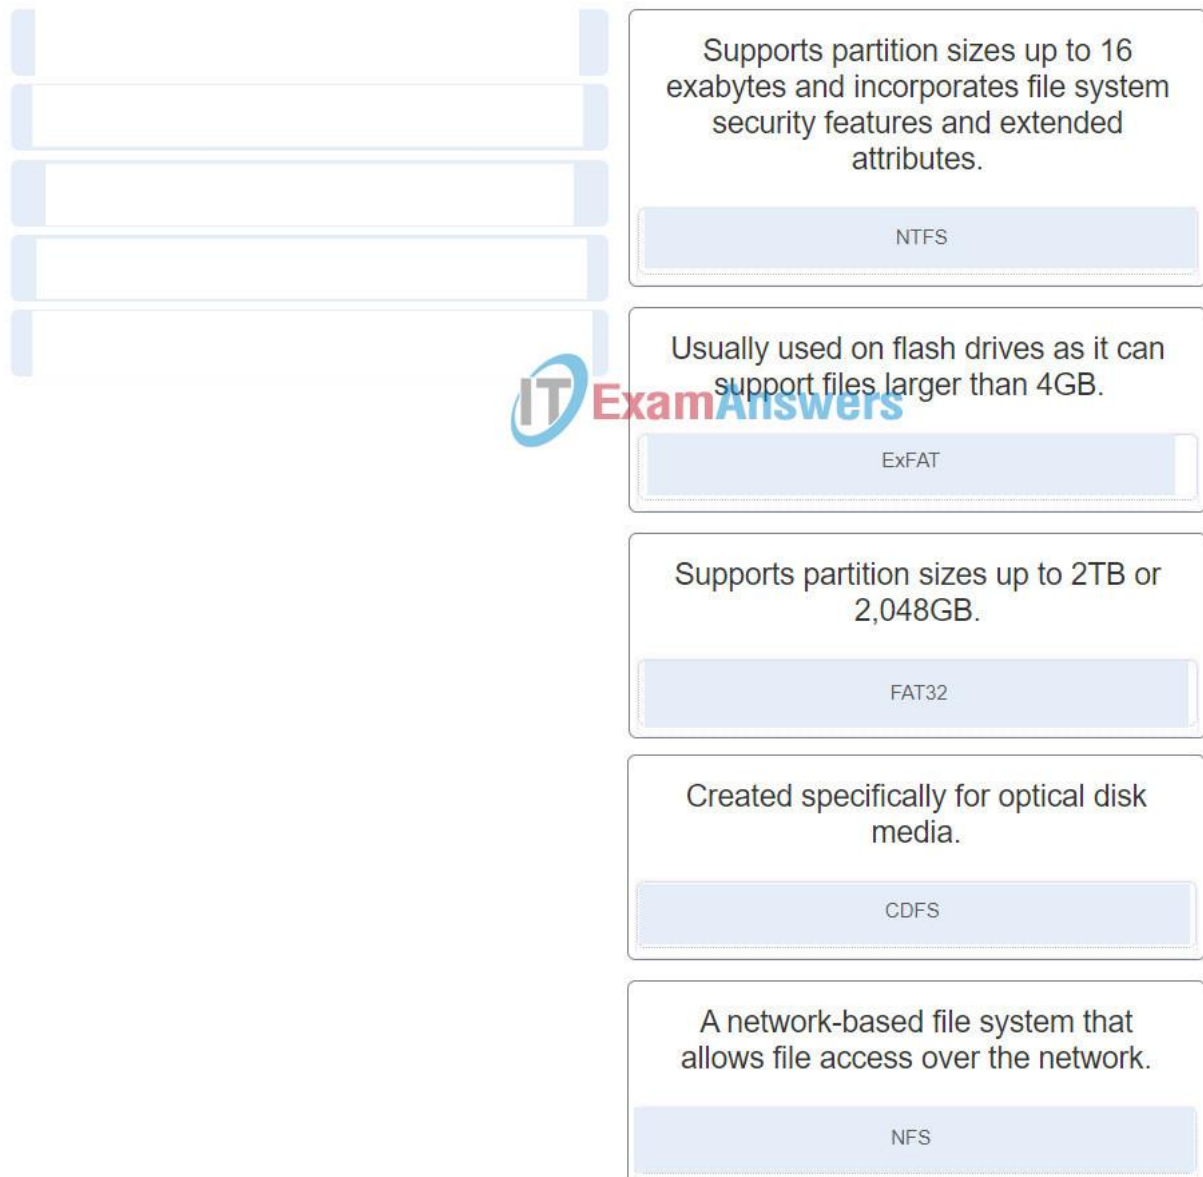 Supports partition sizes up to 16
exabytes and incorporates file system
security features and extended
attributes.
NTFS
Usually used on flash drives as it can
support files larger than 4GB.
IT ExamAnswers
ExFAT
Supports partition sizes up to 2TB or
2,048GB.
FAT32
Created specifically for optical disk
media.
CDFS
A network-based file system that
allows file access over the network.
NFS